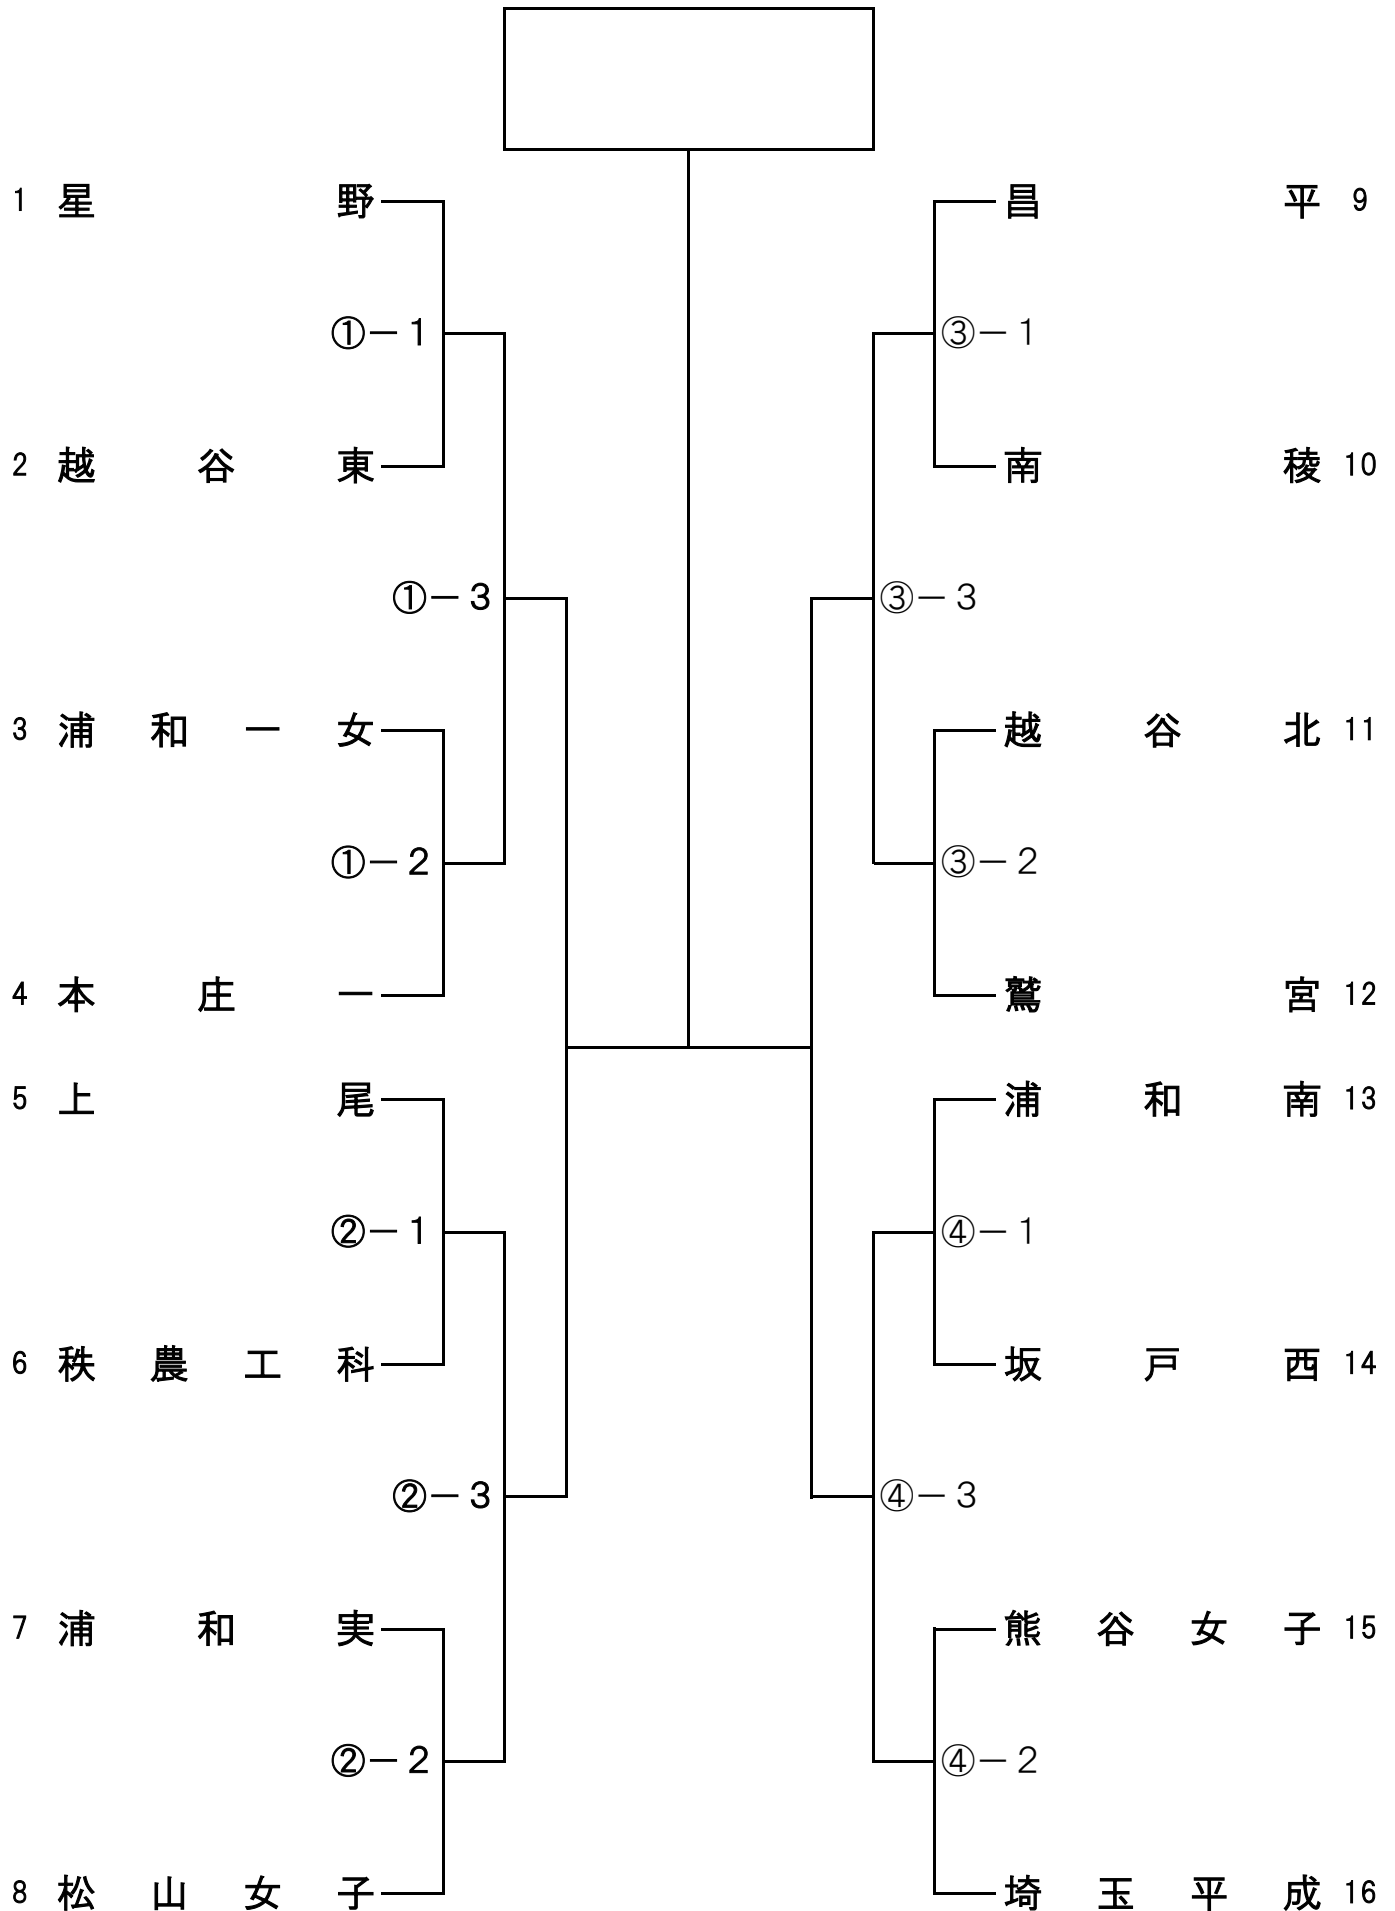 1 星野
①－１
2 越谷東
①－３
3 浦和一女
①－２
4 本庄一
5 上尾
②－１
6 秩農工科
②－３
7 浦和実
②－２
8 松山女子
昌平 9
③－１
南稜 10
③－３
越谷北 11
③－２
鷲宮 12
浦和南 13
④－１
坂戸西 14
④－３
熊谷女子 15
④－２
埼玉平成 16